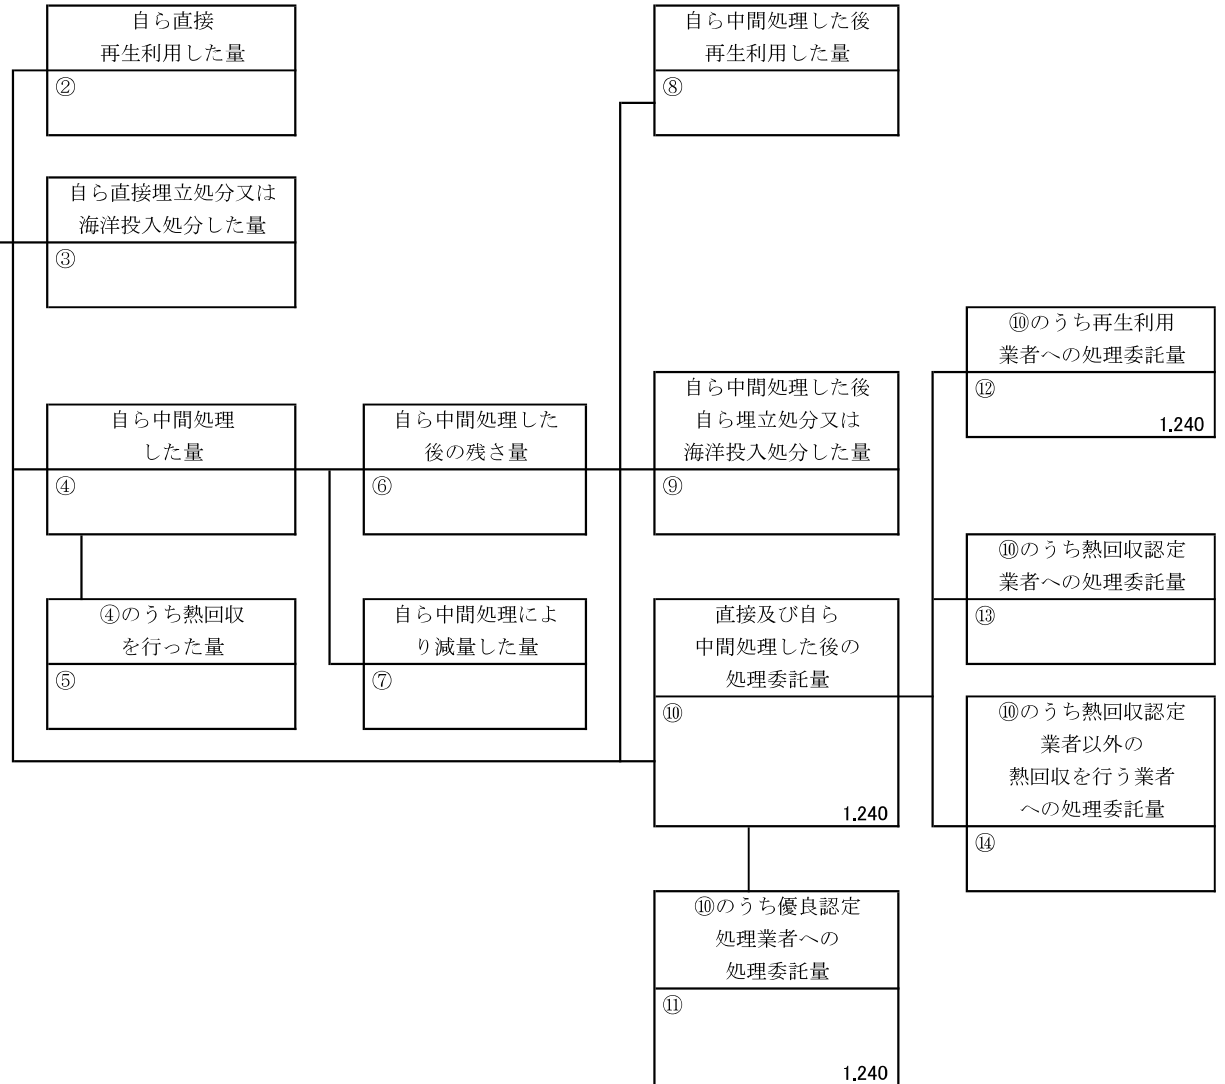 自ら直接
再生利用した量
②
自ら中間処理した後
再生利用した量
⑧
自ら直接埋立処分又は
海洋投入処分した量
③
⑩のうち再生利用
業者への処理委託量
⑫
1.240
自ら中間処理
した量
④
自ら中間処理した
後の残さ量
⑥
自ら中間処理した後
自ら埋立処分又は
海洋投入処分した量
⑨
⑩のうち熱回収認定
業者への処理委託量
⑬
④のうち熱回収
を行った量
⑤
自ら中間処理によ
り減量した量
⑦
直接及び自ら
中間処理した後の
処理委託量
⑩
1.240
⑩のうち熱回収認定
業者以外の
熱回収を行う業者
への処理委託量
⑭
⑩のうち優良認定
処理業者への
処理委託量
⑪
1.240